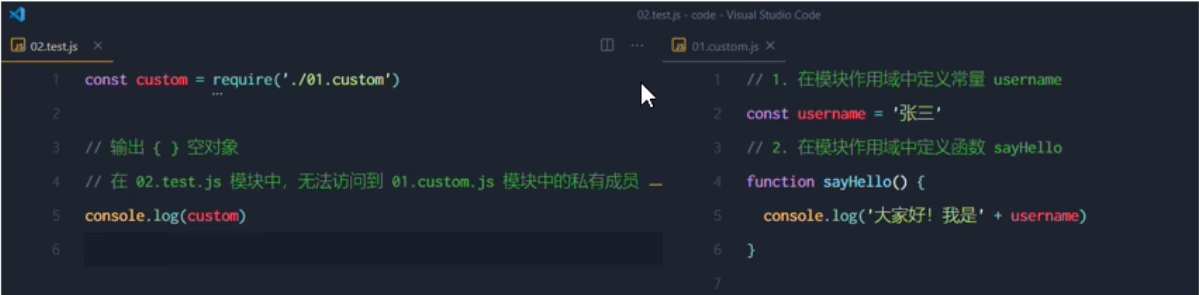 02.test.js - code - Visual Studio Code
JS 02.test.js ×
1 const custom = require('./01.custom')
2
3 // 输出 { } 空对象
4 // 在 02.test.js 模块中，无法访问到 01.custom.js 模块中的私有成员
5 console.log(custom)
6
JS 01.custom.js ×
1 // 1. 在模块作用域中定义常量 username
2 const username = '张三'
3 // 2. 在模块作用域中定义函数 sayHello
4 function sayHello() {
5 console.log('大家好！我是' + username)
6 }
7